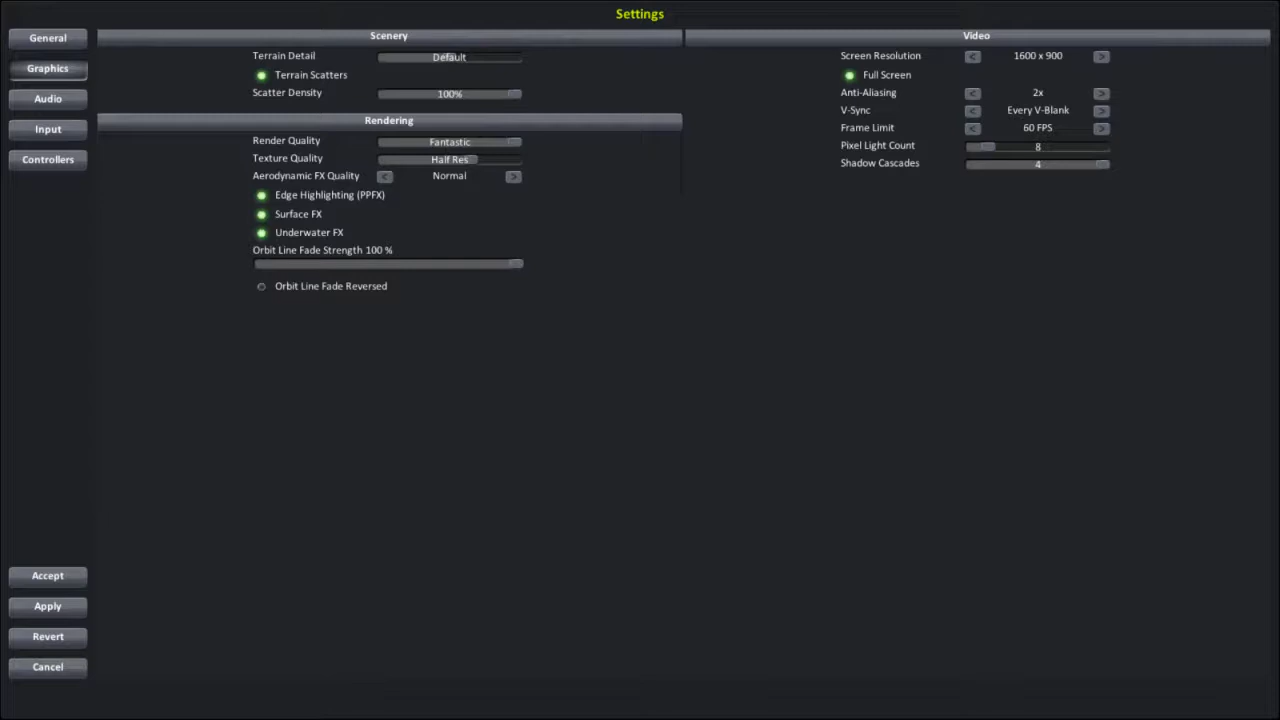 Settings
General
Graphics
Audio
Input
Controllers
Scenery
Terrain Detail Default
Terrain Scatters
Scatter Density 100%
Rendering
Render Quality Fantastic
Texture Quality Half Res
Aerodynamic FX Quality < Normal >
Edge Highlighting (PPFX)
Surface FX
Underwater FX
Orbit Line Fade Strength 100 %
Orbit Line Fade Reversed
Video
Screen Resolution < 1600 x 900 >
Full Screen
Anti-Aliasing < 2x >
V-Sync < Every V-Blank >
Frame Limit < 60 FPS >
Pixel Light Count 8
Shadow Cascades 4
Accept
Apply
Revert
Cancel